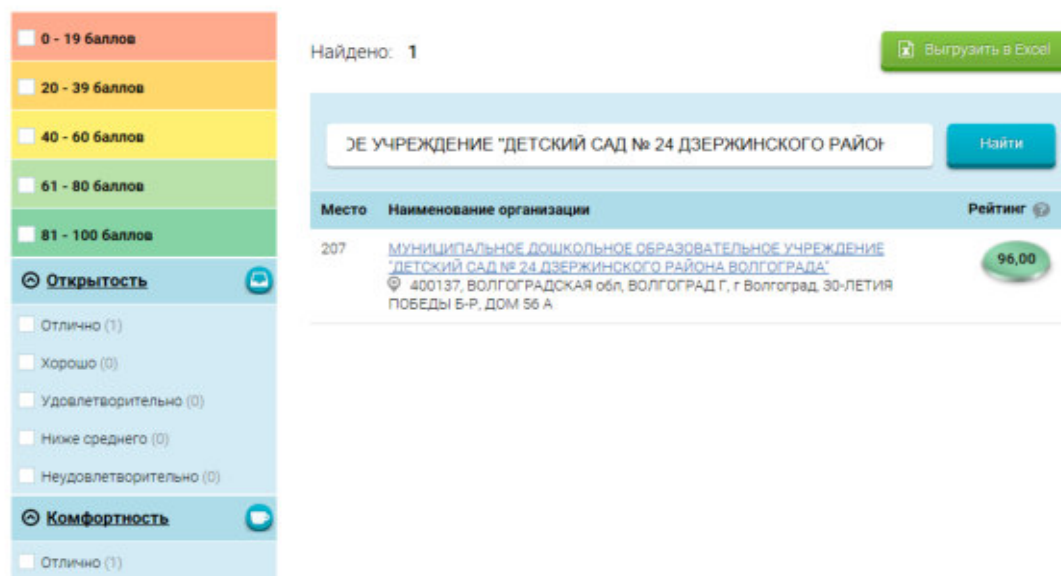 0 - 19 баллов
20 - 39 баллов
40 - 60 баллов
61 - 80 баллов
81 - 100 баллов
Открытость
Отлично (1)
Хорошо (0)
Удовлетворительно (0)
Ниже среднего (0)
Неудовлетворительно (0)
Комфортность
Отлично (1)
Найдено: 1
Выгрузить в Excel
ОЕ УЧРЕЖДЕНИЕ "ДЕТСКИЙ САД № 24 ДЗЕРЖИНСКОГО РАЙОН
Найти
Место Наименование организации Рейтинг
207 МУНИЦИПАЛЬНОЕ ДОШКОЛЬНОЕ ОБРАЗОВАТЕЛЬНОЕ УЧРЕЖДЕНИЕ 96,00
"ДЕТСКИЙ САД № 24 ДЗЕРЖИНСКОГО РАЙОНА ВОЛГОГРАДА"
400137, ВОЛГОГРАДСКАЯ обл, ВОЛГОГРАД Г, г Волгоград, 30-ЛЕТИЯ
ПОБЕДЫ Б-Р, ДОМ 56 А